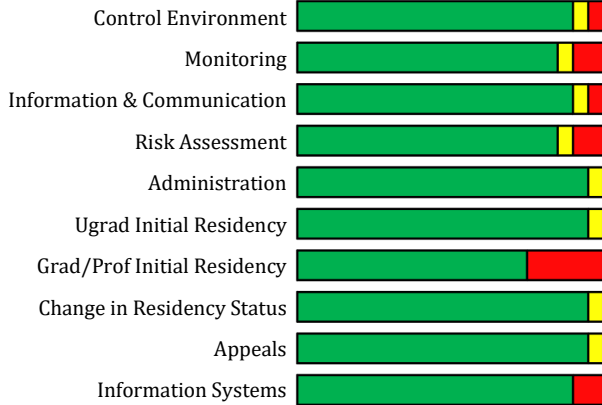 Control Environment
Monitoring
Information & Communication
Risk Assessment
Administration
Ugrad Initial Residency
Grad/Prof Initial Residency
Change in Residency Status
Appeals
Information Systems